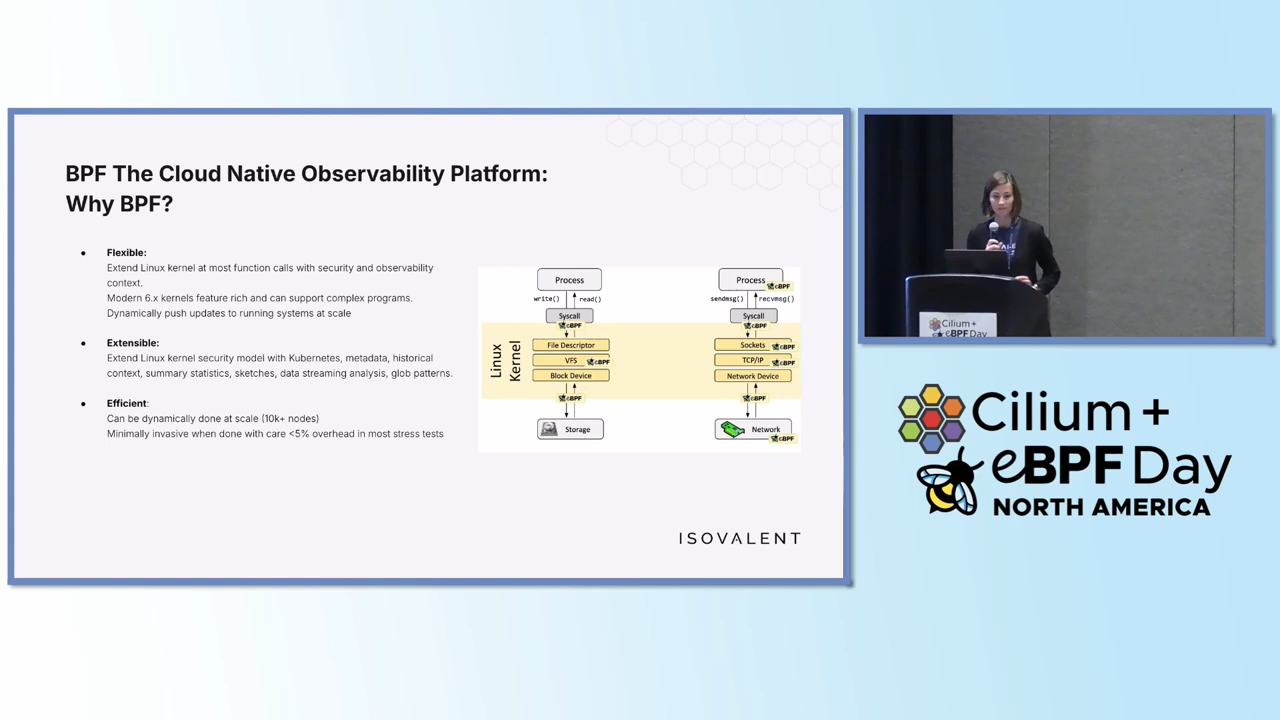 BPF The Cloud Native Observability Platform:
Why BPF?
● Flexible:
Extend Linux kernel at most function calls with security and observability
context.
Modern 6.x kernels feature rich and can support complex programs.
Dynamically push updates to running systems at scale
● Extensible:
Extend Linux kernel security model with Kubernetes, metadata, historical
context, summary statistics, sketches, data streaming analysis, glob patterns.
● Efficient:
Can be dynamically done at scale (10k+ nodes)
Minimally invasive when done with care <5% overhead in most stress tests
Linux
Kernel
Process
write() read()
Syscall
eBPF
File Descriptor
VFS eBPF
Block Device
eBPF
Storage
Process eBPF
sendmsg() recvmsg()
Syscall
eBPF
Sockets eBPF
TCP/IP eBPF
Network Device
eBPF
Network
eBPF
ISOVALENT
Cilium +
eBPF Day
Cilium +
eBPF Day
NORTH AMERICA